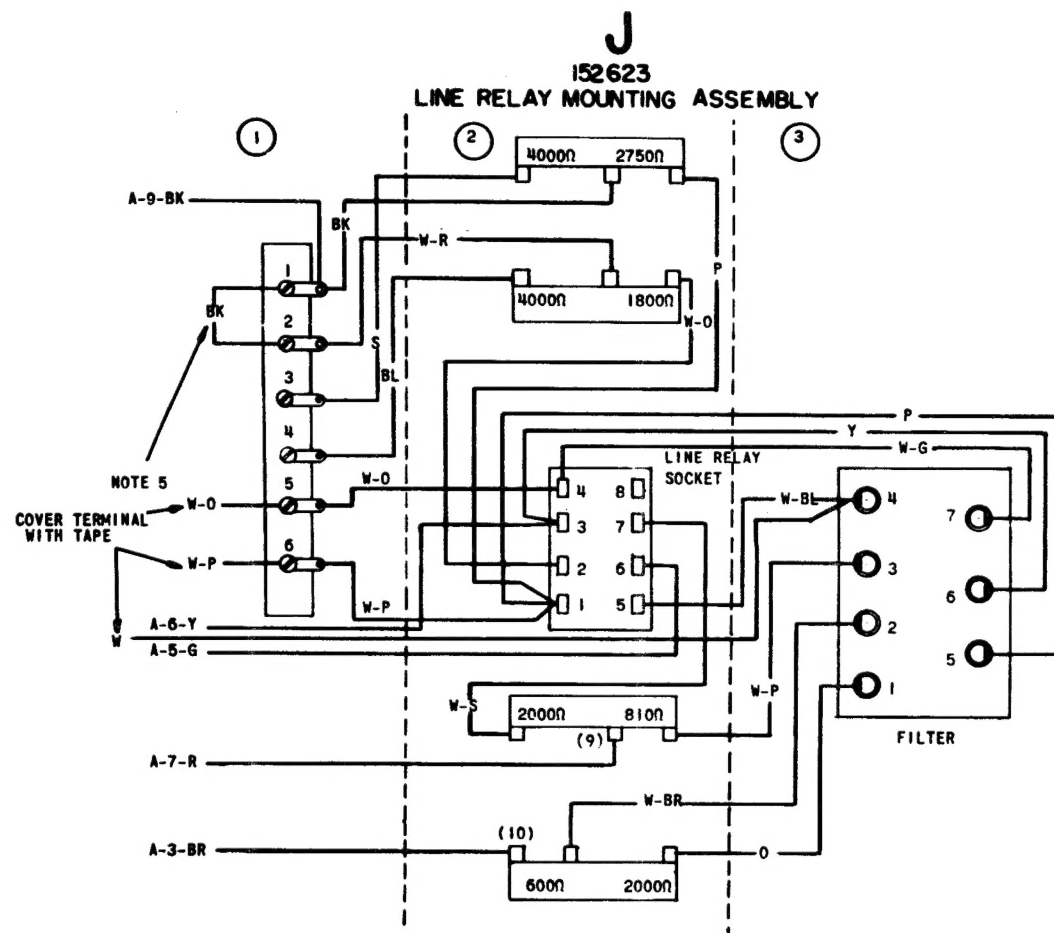 J
152623
LINE RELAY MOUNTING ASSEMBLY
1
2
3
4000Ω 2750Ω
A-9-BK
BK
W-R
P
1
4000Ω 1800Ω
BK
W-O
2
S
BL
3
4
P
Y
W-G
LINE RELAY
SOCKET
NOTE 5
5
W-O
4 8
W-BL
4
7
W-O
COVER TERMINAL
WITH TAPE
3 7
6
W-P
2 6
3
6
W-P
1 5
2
5
A-6-Y
W
A-5-G
1
W-S
2000Ω 810Ω
W-P
(9)
FILTER
A-7-R
W-BR
(10)
A-3-BR
O
600Ω 2000Ω